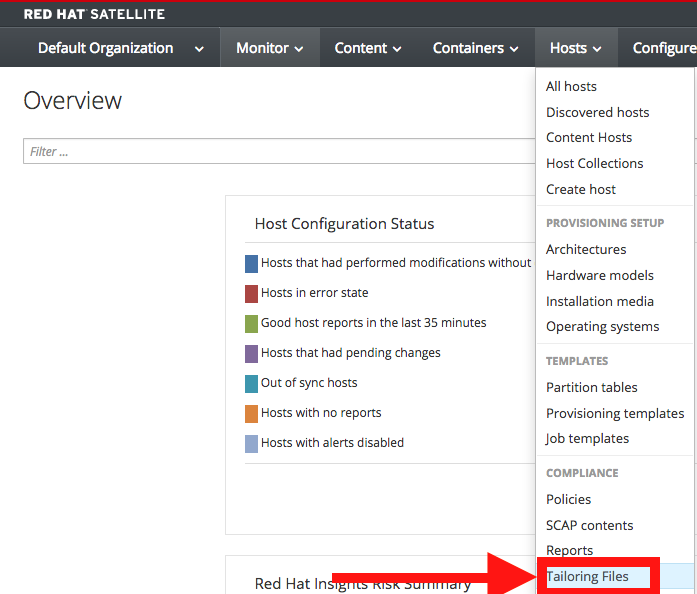 RED HAT SATELLITE
Default Organization Monitor Content Containers Hosts Configure
Overview
Filter ...
Host Configuration Status
Hosts that had performed modifications without
Hosts in error state
Good host reports in the last 35 minutes
Hosts that had pending changes
Out of sync hosts
Hosts with no reports
Hosts with alerts disabled
Red Hat Insights Risk Summary
All hosts
Discovered hosts
Content Hosts
Host Collections
Create host
PROVISIONING SETUP
Architectures
Hardware models
Installation media
Operating systems
TEMPLATES
Partition tables
Provisioning templates
Job templates
COMPLIANCE
Policies
SCAP contents
Reports
Tailoring Files